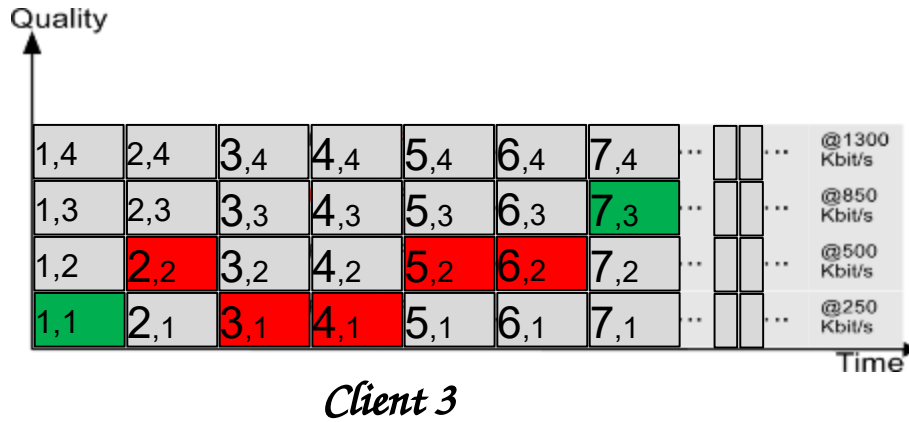 Quality
1,4 2,4 3,4 4,4 5,4 6,4 7,4 ... ... @1300 Kbit/s
1,3 2,3 3,3 4,3 5,3 6,3 7,3 ... ... @850 Kbit/s
1,2 2,2 3,2 4,2 5,2 6,2 7,2 ... ... @500 Kbit/s
1,1 2,1 3,1 4,1 5,1 6,1 7,1 ... ... @250 Kbit/s
Time
Client 3